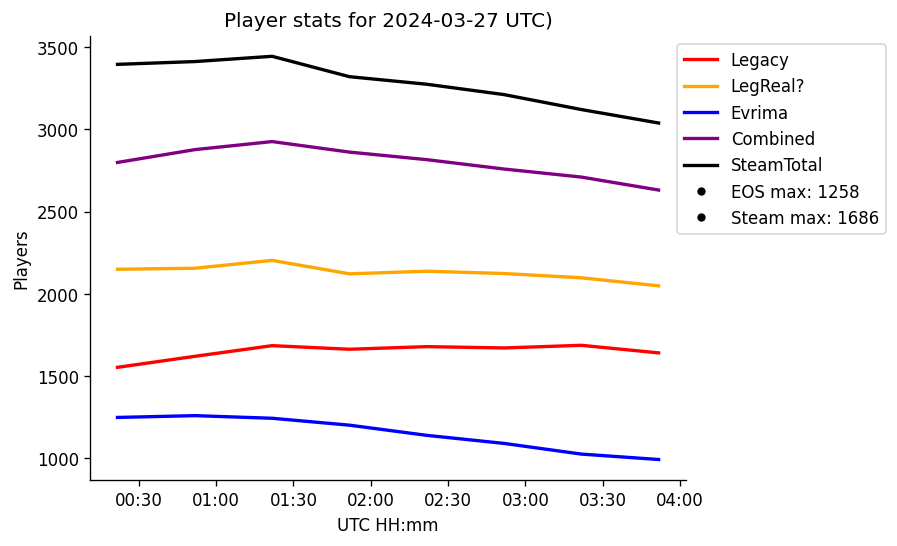 Player stats for 2024-03-27 UTC)
3500
3000
2500
2000
1500
1000
Players
00:30 01:00 01:30 02:00 02:30 03:00 03:30 04:00
UTC HH:mm
Legacy
LegReal?
Evrima
Combined
SteamTotal
EOS max: 1258
Steam max: 1686